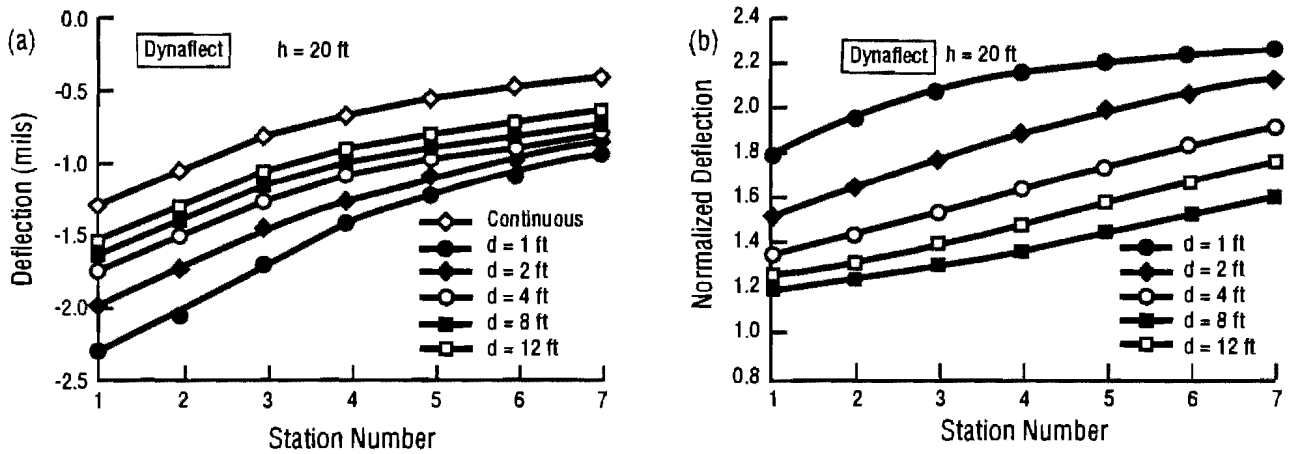 (a)
Dynaflect h = 20 ft
Deflection (mils)
0.0
-0.5
-1.0
-1.5
-2.0
-2.5
Continuous
d = 1 ft
d = 2 ft
d = 4 ft
d = 8 ft
d = 12 ft
1 2 3 4 5 6 7
Station Number
(b)
Dynaflect h = 20 ft
Normalized Deflection
2.4
2.2
2.0
1.8
1.6
1.4
1.2
1.0
0.8
d = 1 ft
d = 2 ft
d = 4 ft
d = 8 ft
d = 12 ft
1 2 3 4 5 6 7
Station Number